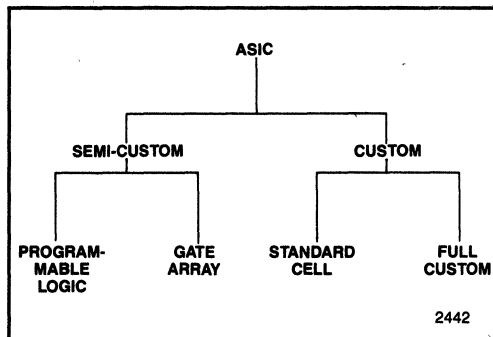 ASIC
SEMI-CUSTOM
CUSTOM
PROGRAM-
MABLE
LOGIC
GATE
ARRAY
STANDARD
CELL
FULL
CUSTOM
2442